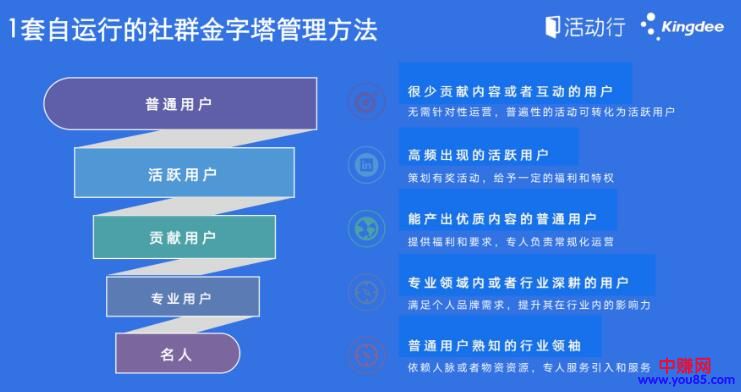 1套自运行的社群金字塔管理方法
活动行
Kingdee
普通用户
很少贡献内容或者互动的用户
无需针对性运营，普遍性的活动可转化为活跃用户
活跃用户
高频出现的活跃用户
策划有奖活动，给予一定的福利和特权
贡献用户
能产出优质内容的普通用户
提供福利和要求，专人负责常规化运营
专业用户
专业领域内或者行业深耕的用户
满足个人品牌需求，提升其在行业内的影响力
名人
普通用户熟知的行业领袖
依赖人脉或者物资资源，专人服务引入和服务
in
中赚网
www.you85.com